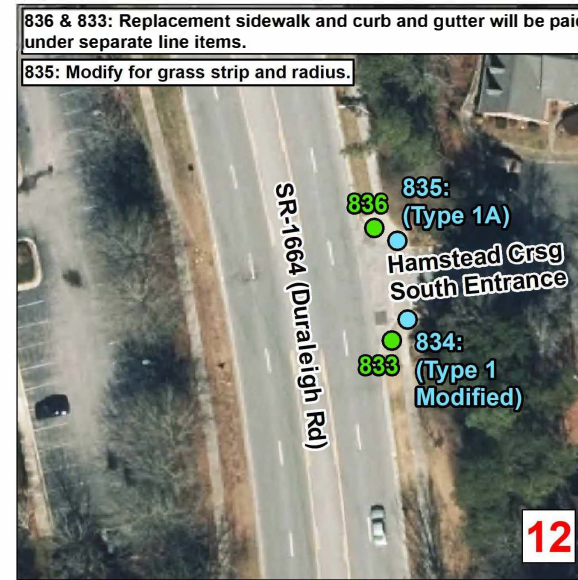 836 & 833: Replacement sidewalk and curb and gutter will be paid
under separate line items.
835: Modify for grass strip and radius.
836
835:
(Type 1A)
Hamstead Crsg
South Entrance
SR-1664 (Duraleigh Rd)
834:
(Type 1
Modified)
833
12